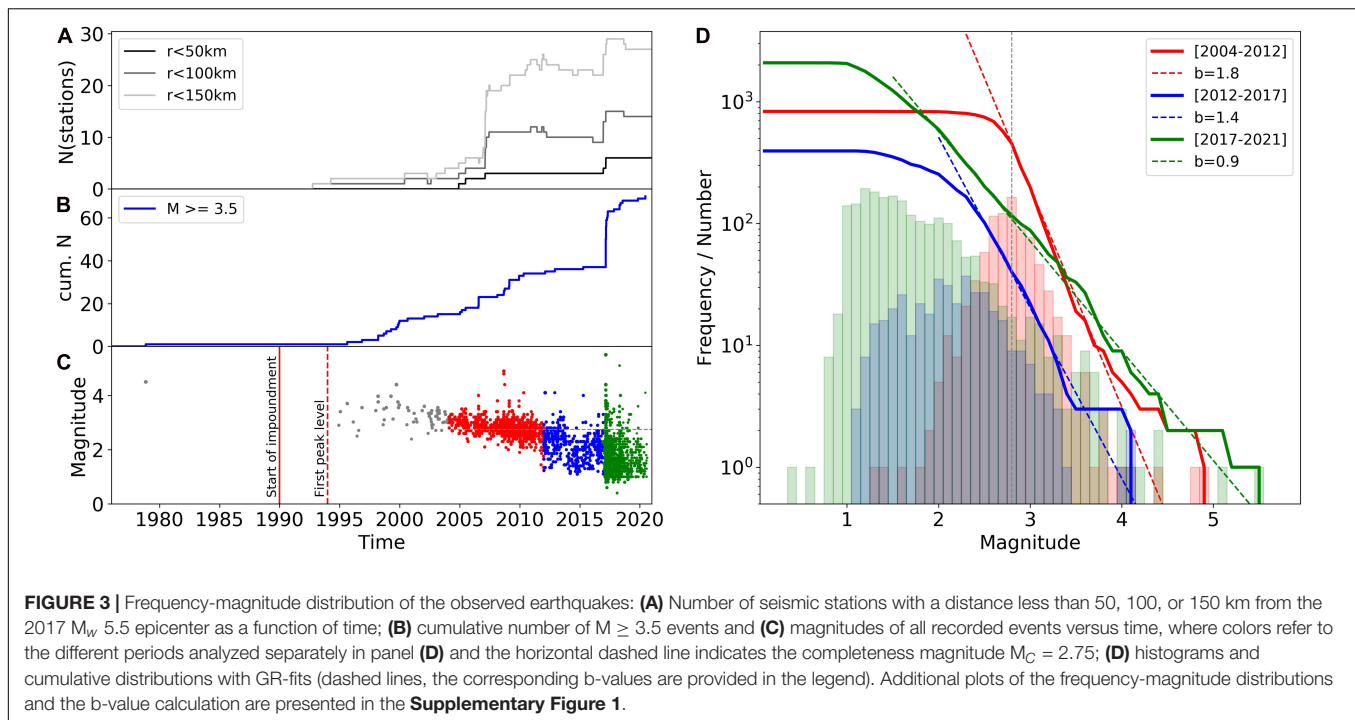 A
30
20
10
0
N(stations)
r<50km
r<100km
r<150km
B
60
40
20
0
cum. N
M >= 3.5
C
4
2
0
Magnitude
Start of impoundment
First peak level
1980 1985 1990 1995 2000 2005 2010 2015 2020
Time
D
10³
10²
10¹
10⁰
Frequency / Number
[2004-2012]
b=1.8
[2012-2017]
b=1.4
[2017-2021]
b=0.9
1 2 3 4 5
Magnitude
FIGURE 3 | Frequency-magnitude distribution of the observed earthquakes: (A) Number of seismic stations with a distance less than 50, 100, or 150 km from the
2017 M_w 5.5 epicenter as a function of time; (B) cumulative number of M ≥ 3.5 events and (C) magnitudes of all recorded events versus time, where colors refer to
the different periods analyzed separately in panel (D) and the horizontal dashed line indicates the completeness magnitude M_C = 2.75; (D) histograms and
cumulative distributions with GR-fits (dashed lines, the corresponding b-values are provided in the legend). Additional plots of the frequency-magnitude distributions
and the b-value calculation are presented in the Supplementary Figure 1.